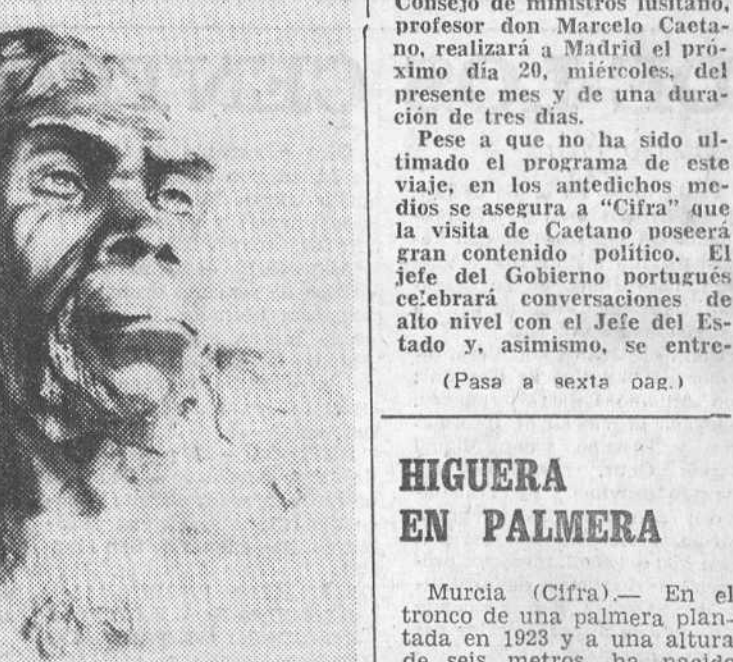 Consejo de ministros lusitano,
profesor don Marcelo Caeta-
no, realizará a Madrid el pró-
ximo día 20, miércoles, del
presente mes y de una dura-
ción de tres días.
Pese a que no ha sido ul-
timado el programa de este
viaje, en los antedichos me-
dios se asegura a “Cifra” que
la visita de Caetano poseerá
gran contenido político. El
jefe del Gobierno portugués
celebrará conversaciones de
alto nivel con el Jefe del Es-
tado y, asimismo, se entre-
(Pasa a sexta pag.)
HIGUERA
EN PALMERA
Murcia (Cifra).— En el
tronco de una palmera plan-
tada en 1923 y a una altura
de seis metros, ha nacido